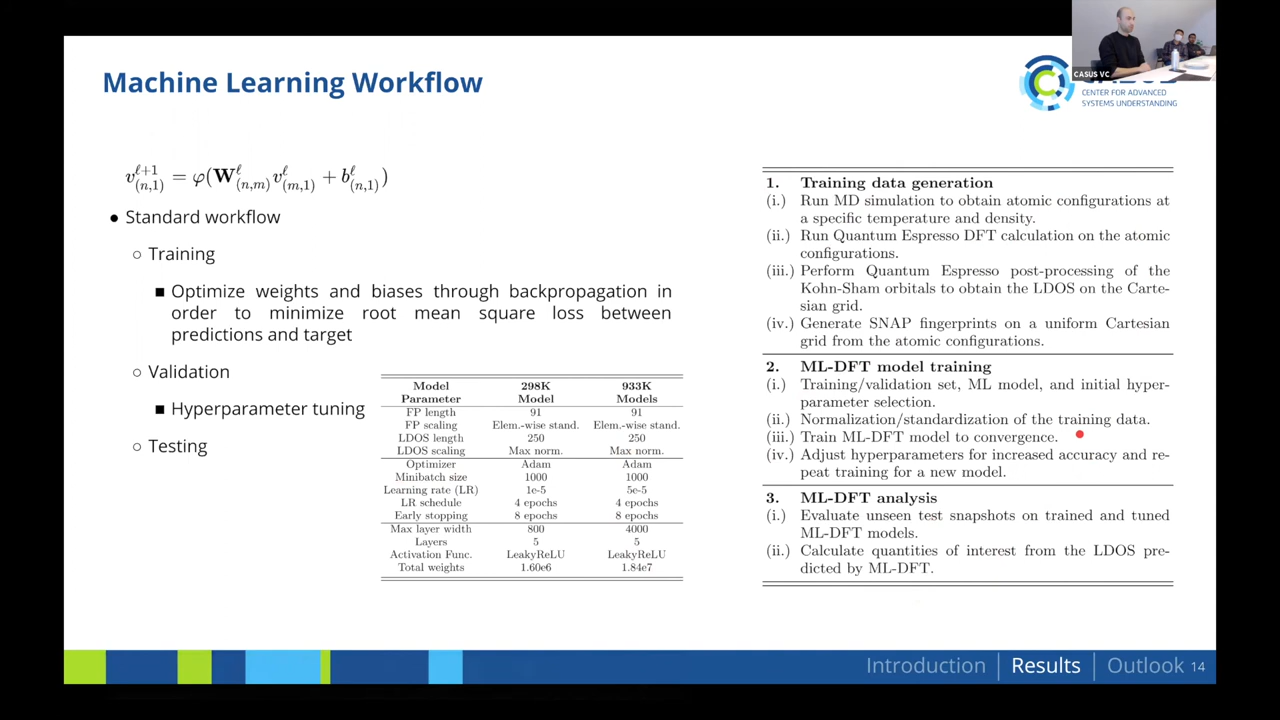 Machine Learning Workflow
CASUS VC
CENTER FOR ADVANCED
SYSTEMS UNDERSTANDING
v^{ℓ+1}_{(n,1)} = φ(W^ℓ_{(n,m)} v^ℓ_{(m,1)} + b^ℓ_{(n,1)})
● Standard workflow
○ Training
■ Optimize weights and biases through backpropagation in
order to minimize root mean square loss between
predictions and target
○ Validation
■ Hyperparameter tuning
○ Testing
Model 298K 933K
Parameter Model Models
FP length 91 91
FP scaling Elem.-wise stand. Elem.-wise stand.
LDOS length 250 250
LDOS scaling Max norm. Max norm.
Optimizer Adam Adam
Minibatch size 1000 1000
Learning rate (LR) 1e-5 5e-5
LR schedule 4 epochs 4 epochs
Early stopping 8 epochs 8 epochs
Max layer width 800 4000
Layers 5 5
Activation Func. LeakyReLU LeakyReLU
Total weights 1.60e6 1.84e7
1. Training data generation
(i.) Run MD simulation to obtain atomic configurations at
a specific temperature and density.
(ii.) Run Quantum Espresso DFT calculation on the atomic
configurations.
(iii.) Perform Quantum Espresso post-processing of the
Kohn-Sham orbitals to obtain the LDOS on the Carte-
sian grid.
(iv.) Generate SNAP fingerprints on a uniform Cartesian
grid from the atomic configurations.
2. ML-DFT model training
(i.) Training/validation set, ML model, and initial hyper-
parameter selection.
(ii.) Normalization/standardization of the training data.
(iii.) Train ML-DFT model to convergence.
(iv.) Adjust hyperparameters for increased accuracy and re-
peat training for a new model.
3. ML-DFT analysis
(i.) Evaluate unseen test snapshots on trained and tuned
ML-DFT models.
(ii.) Calculate quantities of interest from the LDOS pre-
dicted by ML-DFT.
Introduction | Results | Outlook 14